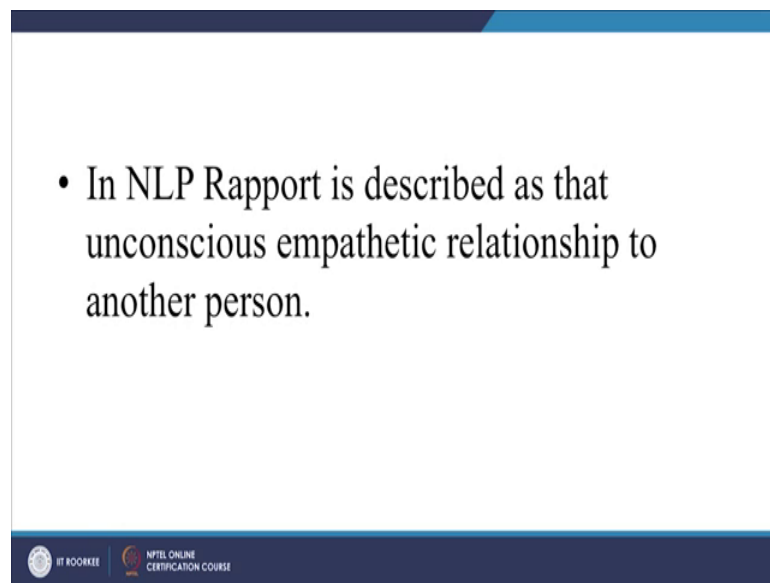 • In NLP Rapport is described as that
unconscious empathetic relationship to
another person.
IIT ROORKEE
NPTEL ONLINE
CERTIFICATION COURSE